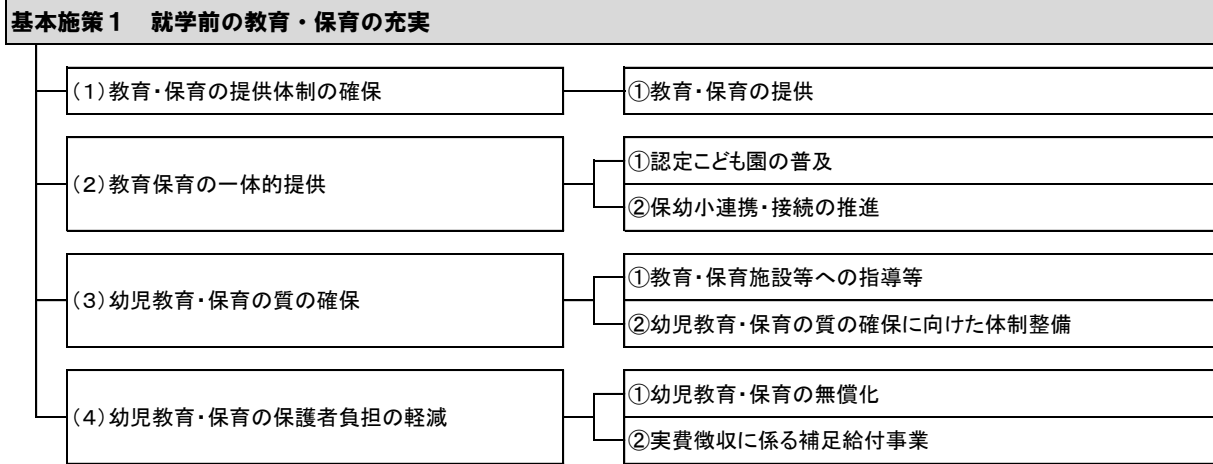 基本施策１　就学前の教育・保育の充実
（１）教育・保育の提供体制の確保
①教育・保育の提供
（２）教育保育の一体的提供
①認定こども園の普及
②保幼小連携・接続の推進
（３）幼児教育・保育の質の確保
①教育・保育施設等への指導等
②幼児教育・保育の質の確保に向けた体制整備
（４）幼児教育・保育の保護者負担の軽減
①幼児教育・保育の無償化
②実費徴収に係る補足給付事業